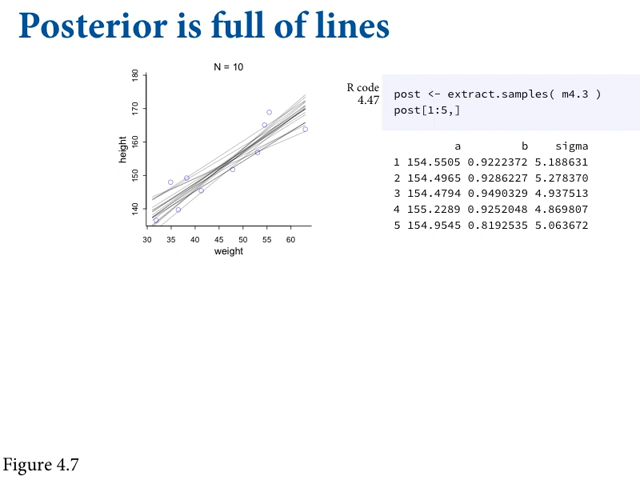 Posterior is full of lines
N = 10
height
140 150 160 170 180
30 35 40 45 50 55 60
weight
R code
4.47
post <- extract.samples( m4.3 )
post[1:5,]
a b sigma
1 154.5505 0.9222372 5.188631
2 154.4965 0.9286227 5.278370
3 154.4794 0.9490329 4.937513
4 155.2289 0.9252048 4.869807
5 154.9545 0.8192535 5.063672
Figure 4.7